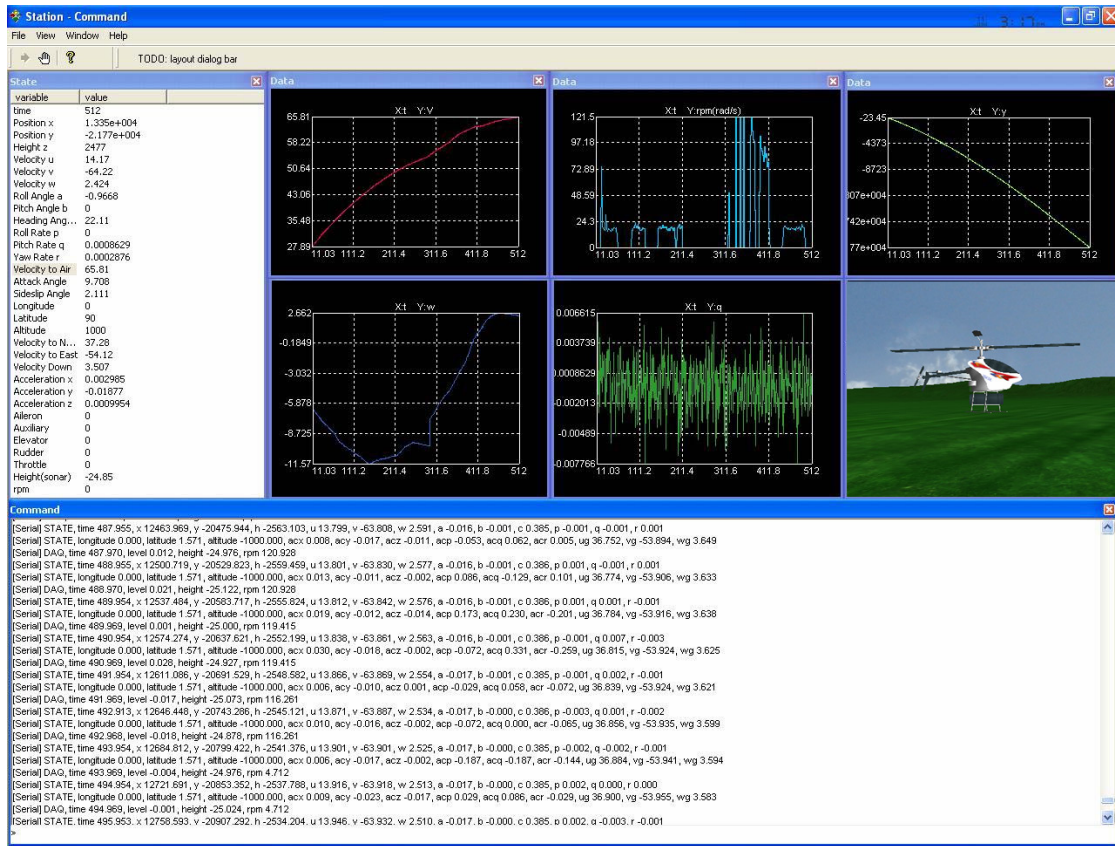 Station - Command
File View Window Help
TODO: layout dialog bar
State
variable value
time 512
Position x 1.335e+004
Position y -2.177e+004
Height z 2477
Velocity u 14.17
Velocity v -64.22
Velocity w 2.424
Roll Angle a -0.9668
Pitch Angle b 0
Heading Ang... 22.11
Roll Rate p 0
Pitch Rate q 0.0008629
Yaw Rate r 0.0002876
Velocity to Air 65.81
Attack Angle 9.708
Sideslip Angle 2.111
Longitude 0
Latitude 90
Altitude 1000
Velocity to N... 37.28
Velocity to East -54.12
Velocity Down 3.507
Acceleration x 0.002985
Acceleration y -0.01877
Acceleration z 0.0009954
Aileron 0
Auxiliary 0
Elevator 0
Rudder 0
Throttle 0
Height(sonar) -24.85
rpm 0
Data
X:t Y:V
65.81
58.22
50.64
43.06
35.48
27.89
11.03 111.2 211.4 311.6 411.8 512
Data
X:t Y:rpm(rad/s)
121.5
97.18
72.89
48.59
24.3
0
11.03 111.2 211.4 311.6 411.8 512
Data
X:t Y:y
-23.45
-4373
-8723
307e+004
742e+004
77e+004
11.03 111.2 211.4 311.6 411.8 512
X:t Y:w
2.662
-0.1849
-3.032
-5.878
-8.725
-11.57
11.03 111.2 211.4 311.6 411.8 512
X:t Y:q
0.006615
0.003739
0.0008629
-0.002013
-0.00489
-0.007766
11.03 111.2 211.4 311.6 411.8 512
Command
[Serial] STATE, time 487.955, x 12463.969, y -20475.944, h -2563.103, u 13.799, v -63.808, w 2.591, a -0.016, b -0.001, c 0.385, p -0.001, q -0.001, r 0.001
[Serial] STATE, longitude 0.000, latitude 1.571, altitude -1000.000, acx 0.008, acy -0.017, acz -0.011, acp -0.053, acq 0.062, acr 0.005, ug 36.752, vg -53.894, wg 3.649
[Serial] DAQ, time 487.970, level 0.012, height -24.976, rpm 120.928
[Serial] STATE, time 488.955, x 12500.719, y -20529.823, h -2559.459, u 13.801, v -63.830, w 2.577, a -0.016, b -0.001, c 0.386, p 0.001, q -0.001, r 0.001
[Serial] STATE, longitude 0.000, latitude 1.571, altitude -1000.000, acx 0.013, acy -0.011, acz -0.002, acp 0.086, acq -0.129, acr 0.101, ug 36.774, vg -53.906, wg 3.633
[Serial] DAQ, time 488.970, level 0.021, height -25.122, rpm 120.928
[Serial] STATE, time 489.954, x 12537.484, y -20583.717, h -2555.824, u 13.812, v -63.842, w 2.576, a -0.016, b -0.001, c 0.386, p 0.001, q 0.001, r -0.001
[Serial] STATE, longitude 0.000, latitude 1.571, altitude -1000.000, acx 0.019, acy -0.012, acz -0.014, acp 0.173, acq 0.230, acr -0.201, ug 36.784, vg -53.916, wg 3.638
[Serial] DAQ, time 489.969, level 0.001, height -25.000, rpm 119.415
[Serial] STATE, time 490.954, x 12574.274, y -20637.621, h -2552.199, u 13.838, v -63.861, w 2.563, a -0.016, b -0.001, c 0.386, p -0.001, q 0.007, r -0.003
[Serial] STATE, longitude 0.000, latitude 1.571, altitude -1000.000, acx 0.030, acy -0.018, acz -0.002, acp -0.072, acq 0.331, acr -0.259, ug 36.815, vg -53.924, wg 3.625
[Serial] DAQ, time 490.969, level 0.028, height -24.927, rpm 119.415
[Serial] STATE, time 491.954, x 12611.086, y -20691.529, h -2548.582, u 13.866, v -63.869, w 2.554, a -0.017, b -0.001, c 0.385, p -0.001, q 0.002, r -0.001
[Serial] STATE, longitude 0.000, latitude 1.571, altitude -1000.000, acx 0.006, acy -0.010, acz 0.001, acp -0.029, acq 0.058, acr -0.072, ug 36.839, vg -53.924, wg 3.621
[Serial] DAQ, time 491.969, level -0.017, height -25.073, rpm 116.261
[Serial] STATE, time 492.913, x 12646.448, y -20743.286, h -2545.121, u 13.871, v -63.887, w 2.534, a -0.017, b -0.000, c 0.386, p -0.003, q 0.001, r -0.002
[Serial] STATE, longitude 0.000, latitude 1.571, altitude -1000.000, acx 0.010, acy -0.016, acz -0.002, acp -0.072, acq 0.000, acr -0.065, ug 36.856, vg -53.935, wg 3.599
[Serial] DAQ, time 492.968, level -0.018, height -24.878, rpm 116.261
[Serial] STATE, time 493.954, x 12684.812, y -20799.422, h -2541.376, u 13.901, v -63.901, w 2.525, a -0.017, b -0.000, c 0.385, p -0.002, q -0.002, r -0.001
[Serial] STATE, longitude 0.000, latitude 1.571, altitude -1000.000, acx 0.006, acy -0.017, acz -0.002, acp -0.187, acq -0.187, acr -0.144, ug 36.884, vg -53.941, wg 3.594
[Serial] DAQ, time 493.969, level -0.004, height -24.976, rpm 4.712
[Serial] STATE, time 494.954, x 12721.691, y -20853.352, h -2537.788, u 13.916, v -63.918, w 2.513, a -0.017, b -0.000, c 0.385, p 0.002, q 0.000, r 0.000
[Serial] STATE, longitude 0.000, latitude 1.571, altitude -1000.000, acx 0.009, acy -0.023, acz -0.017, acp 0.029, acq 0.086, acr -0.029, ug 36.900, vg -53.955, wg 3.583
[Serial] DAQ, time 494.969, level -0.001, height -25.024, rpm 4.712
[Serial] STATE, time 495.953, x 12758.593, y -20907.292, h -2534.204, u 13.946, v -63.932, w 2.510, a -0.017, b -0.000, c 0.385, p 0.002, q -0.003, r -0.001
>